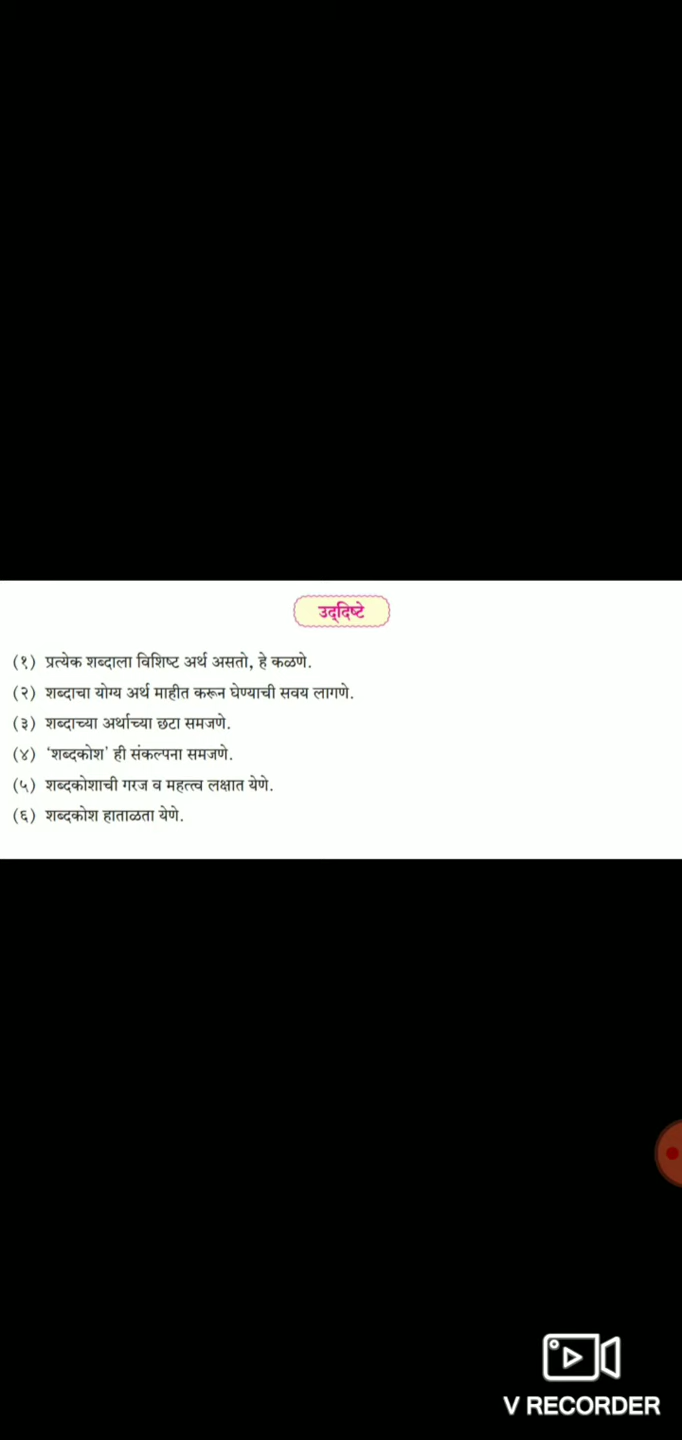 उद्‌दिष्टे
(१) प्रत्येक शब्दाला विशिष्ट अर्थ असतो, हे कळणे.
(२) शब्दाचा योग्य अर्थ माहीत करून घेण्याची सवय लागणे.
(३) शब्दाच्या अर्थाच्या छटा समजणे.
(४) ‘शब्दकोश’ ही संकल्पना समजणे.
(५) शब्दकोशाची गरज व महत्त्व लक्षात येणे.
(६) शब्दकोश हाताळता येणे.
V RECORDER